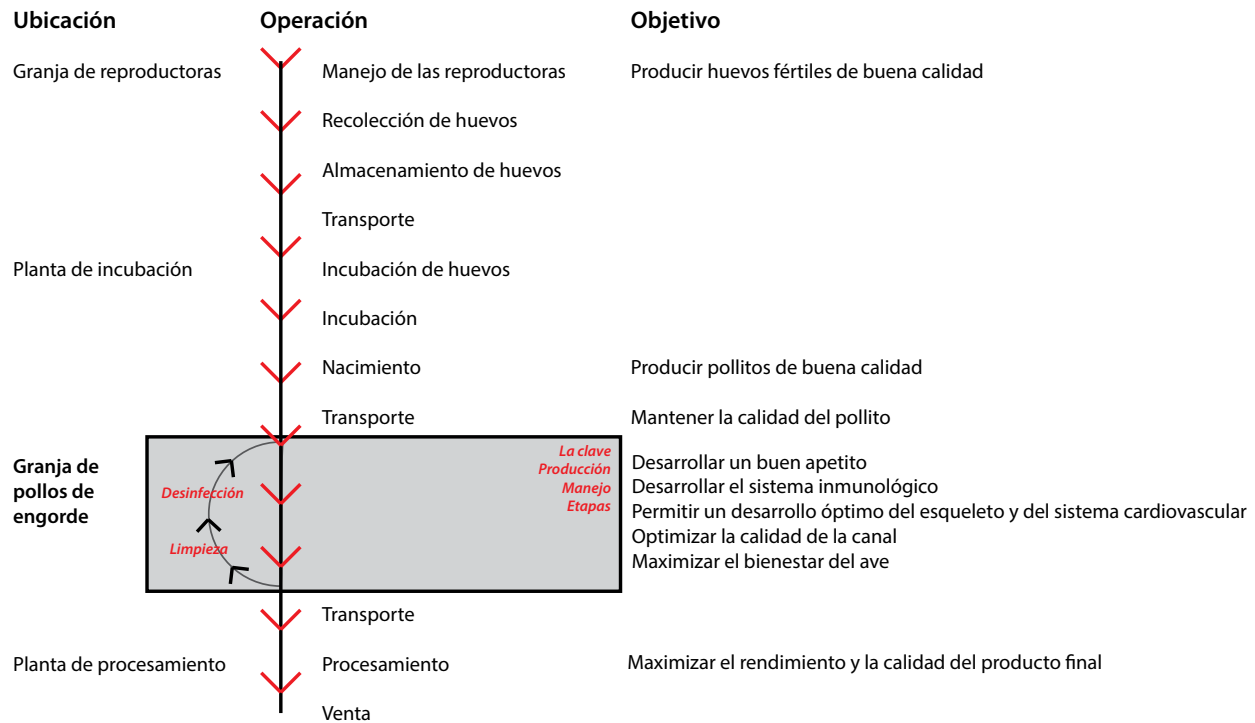 Ubicación Operación Objetivo
Granja de reproductoras Manejo de las reproductoras Producir huevos fértiles de buena calidad
Recolección de huevos
Almacenamiento de huevos
Transporte
Planta de incubación Incubación de huevos
Incubación
Nacimiento Producir pollitos de buena calidad
Transporte Mantener la calidad del pollito
Granja de
pollos de
engorde
Desinfección
Limpieza
La clave
Producción
Manejo
Etapas
Desarrollar un buen apetito
Desarrollar el sistema inmunológico
Permitir un desarrollo óptimo del esqueleto y del sistema cardiovascular
Optimizar la calidad de la canal
Maximizar el bienestar del ave
Transporte
Planta de procesamiento Procesamiento Maximizar el rendimiento y la calidad del producto final
Venta